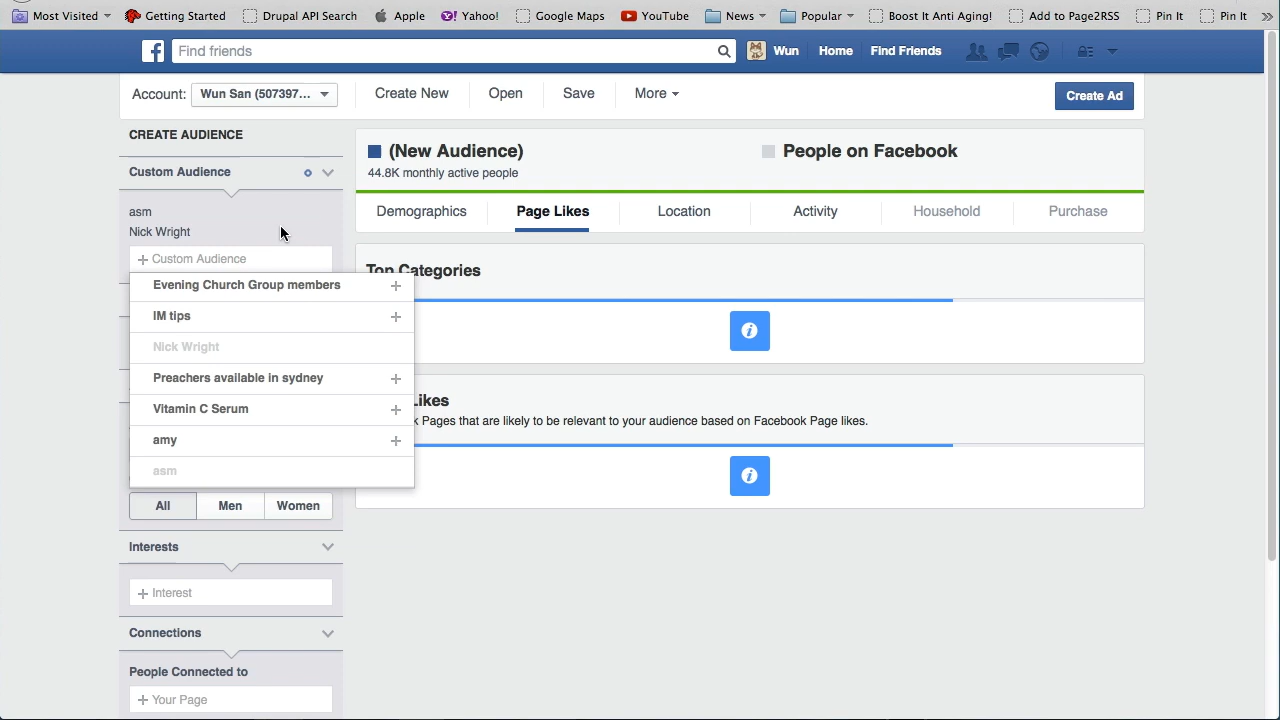 Most Visited Getting Started Drupal API Search Apple Yahoo! Google Maps YouTube News Popular Boost It Anti Aging! Add to Page2RSS Pin It Pin It »
Find friends Wun Home Find Friends
Account: Wun San (507397... Create New Open Save More Create Ad
CREATE AUDIENCE
(New Audience) People on Facebook
44.8K monthly active people
Custom Audience
Demographics Page Likes Location Activity Household Purchase
asm
Nick Wright
+ Custom Audience
Top Categories
Evening Church Group members +
IM tips +
Nick Wright
Preachers available in sydney +
Vitamin C Serum +
amy +
asm
Likes
k Pages that are likely to be relevant to your audience based on Facebook Page likes.
All Men Women
Interests
+ Interest
Connections
People Connected to
+ Your Page